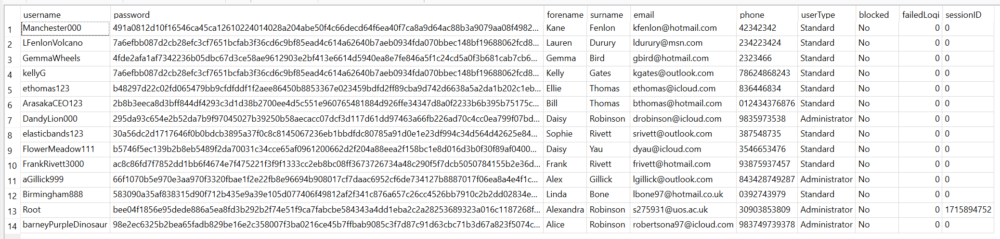 username password forename surname email phone userType blocked failedLogi sessionID
1 Manchester000 491a0812d10f16546ca45ca12610224014028a204abe50f4c66decd64f6ea40f7ca8a9d64ac88b3a9079aa08f4982... Kane Fenlon kfenlon@hotmail.com 42342342 Standard No 0 0
2 LFenlonVolcano 7a6efbb087d2cb28efc3cf7651bcfab3f36cd6c9bf85ead4c614a62640b7aeb0934fda070bbec148bf19688062fcd8... Lauren Durury ldurury@msn.com 234223424 Standard No 0 0
3 GemmaWheels 4fde2afa1af7342236b05dbc67d3ce58ae9612903e2bf413e6614d5940ea8e7fe846a5f1c24cd5a0f3b681cab7cb6... Gemma Bird gbird@hotmail.com 2323466 Standard No 0 0
4 kellyG 7a6efbb087d2cb28efc3cf7651bcfab3f36cd6c9bf85ead4c614a62640b7aeb0934fda070bbec148bf19688062fcd8... Kelly Gates kgates@outlook.com 78624868243 Standard No 0 0
5 ethomas123 b48297d22c02fd065479bb9cfdfddf1f2aee86450b8853367e023459bdfd2ff89cba9d742d6638a5a2da1b202c1eb... Ellie Thomas ethomas@icloud.com 836446834 Standard No 0 0
6 ArasakaCEO123 2b8b3eeca8d3bff844df4293c3d1d38b2700ee4d5c551e960765481884d926ffe34347d8a0f2233b6b395b75175c... Bill Thomas bthomas@hotmail.com 012434376876 Standard No 0 0
7 DandyLion000 295da93c654e2b52da7b9f97045027b39250b58aecacc07dcf3d117d61dd97463a66fb226ad70c4cc0ea799f07bd... Daisy Robinson drobinson@icloud.com 9835973538 Administrator No 0 0
8 elasticbands123 30a56dc2d1717646f0b0bdcb3895a37f0c8c8145067236eb1bbdfdc80785a91d0e1e23df994c34d564d42625e84... Sophie Rivett srivett@outlook.com 387548735 Standard No 0 0
9 FlowerMeadow111 b5746f5ec139b2b8eb5489f2da70031c34cce65af0961200662d2f204a88eea2f158bc1e8d016d3b0f30f89af0400... Daisy Yau dyau@icloud.com 3546653476 Standard No 0 0
10 FrankRivett3000 ac8c86fd7f7852dd1bb6f4674e7f475221f3f9f1333cc2eb8bc08ff3673726734a48c290f5f7dcb5050784155b2e36d... Frank Rivett frivett@hotmail.com 93875937457 Standard No 0 0
11 aGillick999 66f1070b5e970e3aa970f3320fbae1f2e22fb8e96694b908017cf7daac6952cf6de734127b8887017f06ea8a4e4f1c... Alex Gillick lgillick@outlook.com 843428749287 Administrator No 0 0
12 Birmingham888 583090a35af838315d90f712b435e9a39e105d077406f49812af2f341c876a657c26cc4526bb7910c2b2dd02834e... Linda Bone lbone97@hotmail.co.uk 0392743979 Standard No 0 0
13 Root bee04f1856e95dede886a5ea8fd3b292b2f74e51f9ca7fabcbe584343a4dd1eba2c2a28253689323a016c1187268f... Alexandra Robinson s275931@uos.ac.uk 30903853809 Administrator No 0 1715894752
14 barneyPurpleDinosaur 98e2ec6325b2bea65fadb829be16e2c358007f3ba0216ce45b7ffbab9085c3f7d87c91d63cbc71b3d67a823f5074c... Alice Robinson robertsona97@icloud.com 983749739378 Administrator No 0 0